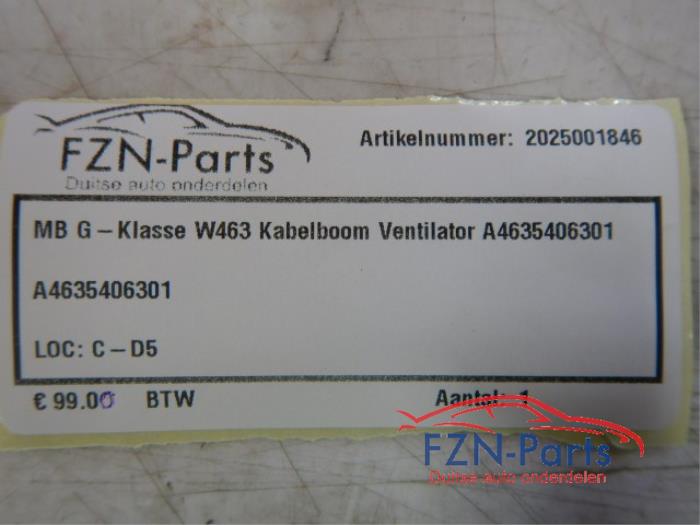 FZN-Parts
Duitse auto onderdelen
Artikelnummer: 2025001846
MB G-Klasse W463 Kabelboom Ventilator A4635406301
A4635406301
LOC: C-D5
€ 99.00 BTW
Aantal: 1
FZN-Parts
Duitse auto onderdelen